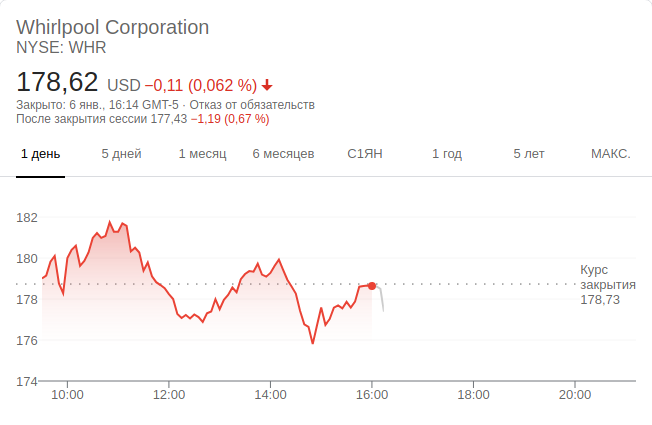 Whirlpool Corporation
NYSE: WHR
178,62 USD −0,11 (0,062 %)
Закрыто: 6 янв., 16:14 GMT-5 · Отказ от обязательств
После закрытия сессии 177,43 −1,19 (0,67 %)
1 день 5 дней 1 месяц 6 месяцев С1ЯН 1 год 5 лет МАКС.
182
180
178
176
174
Курс
закрытия
178,73
10:00 12:00 14:00 16:00 18:00 20:00